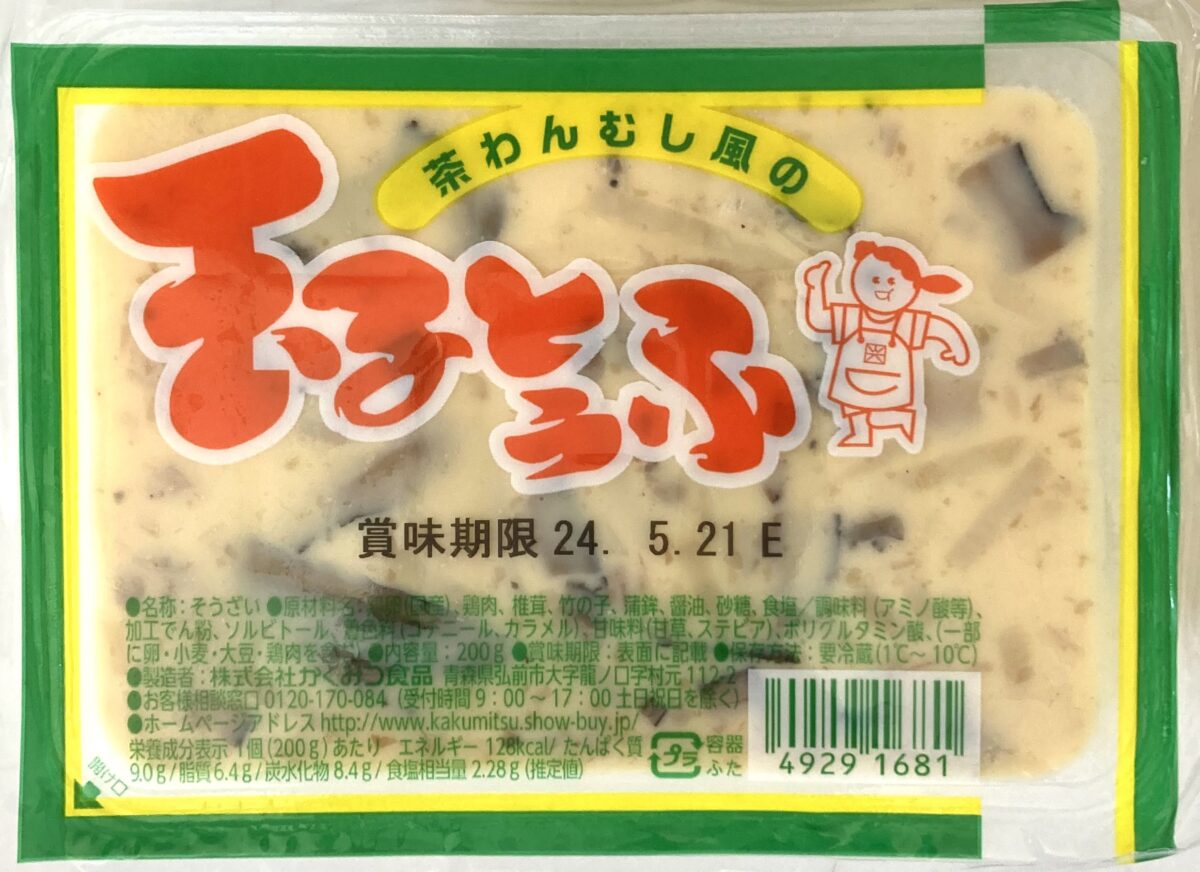 茶わんむし風の
玉子とうふ
賞味期限 24. 5. 21 E
●名称：そうざい ●原材料名：(国産)、鶏肉、椎茸、竹の子、蒲鉾、醤油、砂糖、食塩／調味料(アミノ酸等)、
加工でん粉、ソルビトール、着色料(コチニール、カラメル)、甘味料(甘草、ステビア)、ポリグルタミン酸、(一部
に卵・小麦・大豆・鶏肉を含む) ●内容量：200g ●賞味期限：表面に記載 ●保存方法：要冷蔵(1℃～10℃)
●製造者：株式会社かくみつ食品 青森県弘前市大字龍ノ口字村元112-2
●お客様相談窓口 0120-170-084 (受付時間 9：00～17：00 土日祝日を除く)
●ホームページアドレス http://www.kakumitsu.show-buy.jp/
栄養成分表示 1個(200g)あたり エネルギー 128kcal/ たんぱく質
9.0g/脂質6.4g/炭水化物8.4g/食塩相当量2.28g(推定値)
プラ
容器
ふた
4929 1681
開け口